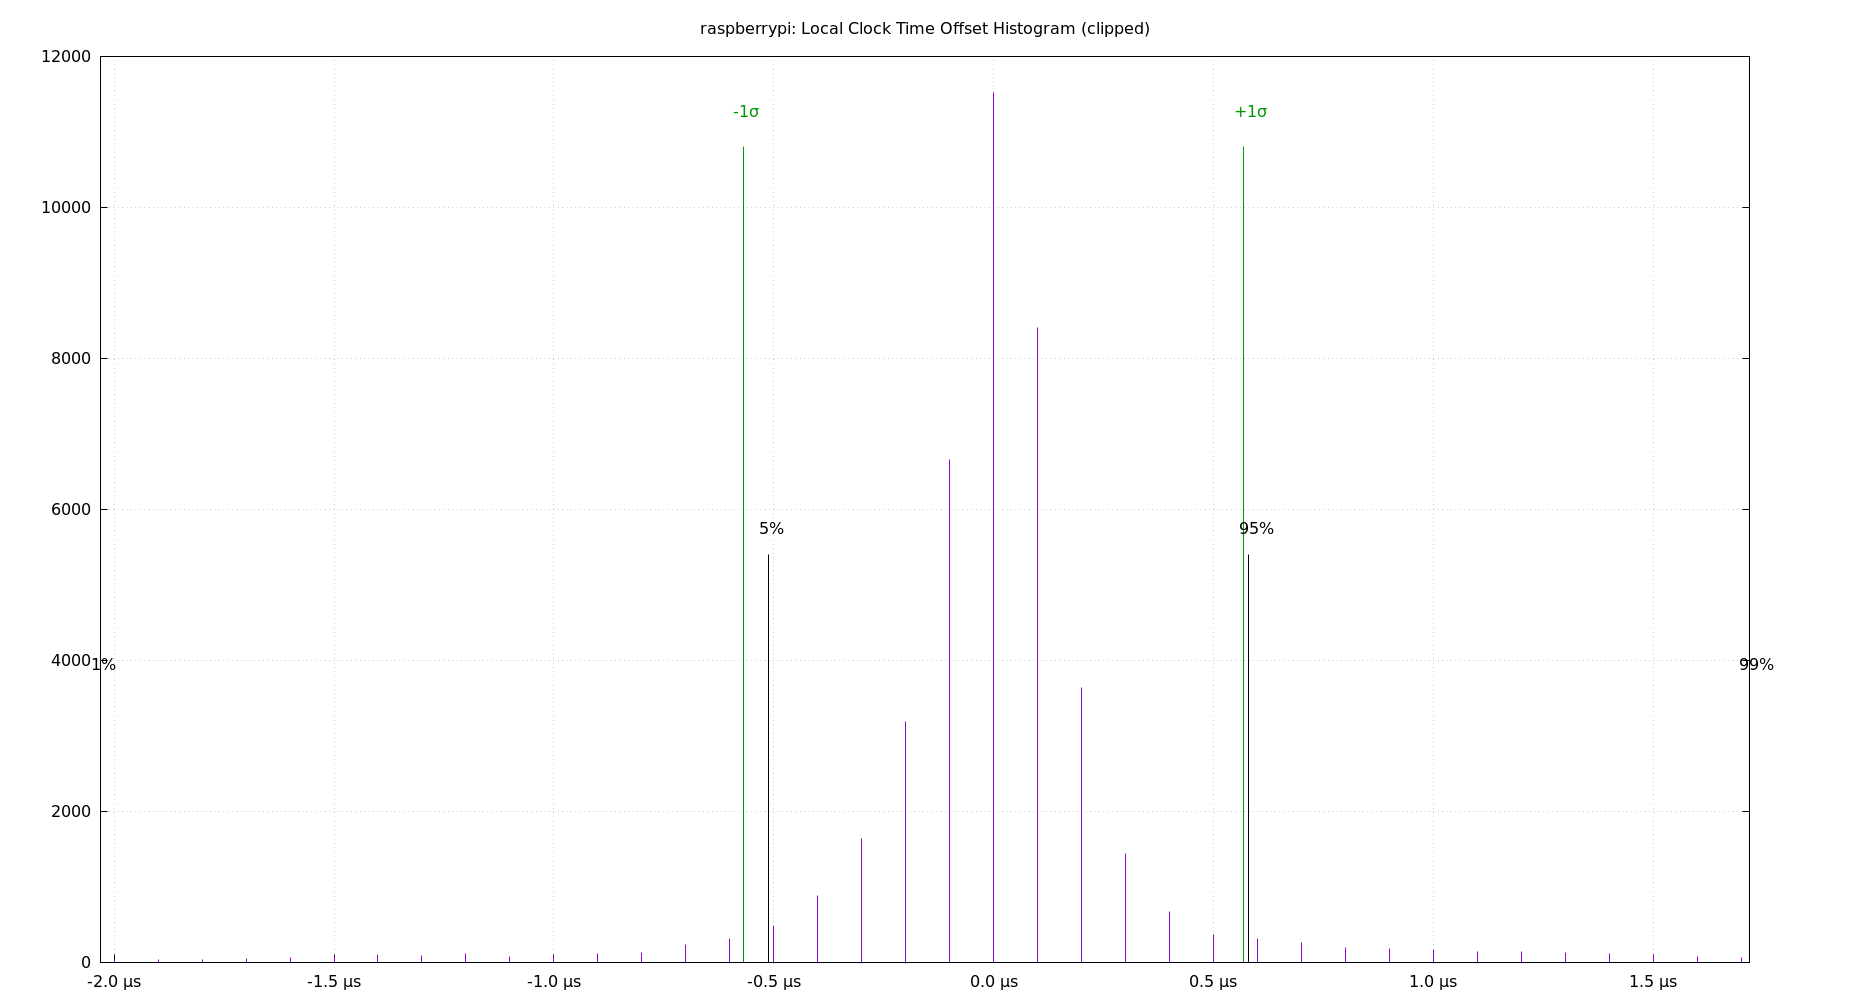 raspberrypi: Local Clock Time Offset Histogram (clipped)
12000
-1σ
+1σ
10000
8000
6000
5%
95%
4000
1%
99%
2000
0
-2.0 µs
-1.5 µs
-1.0 µs
-0.5 µs
0.0 µs
0.5 µs
1.0 µs
1.5 µs